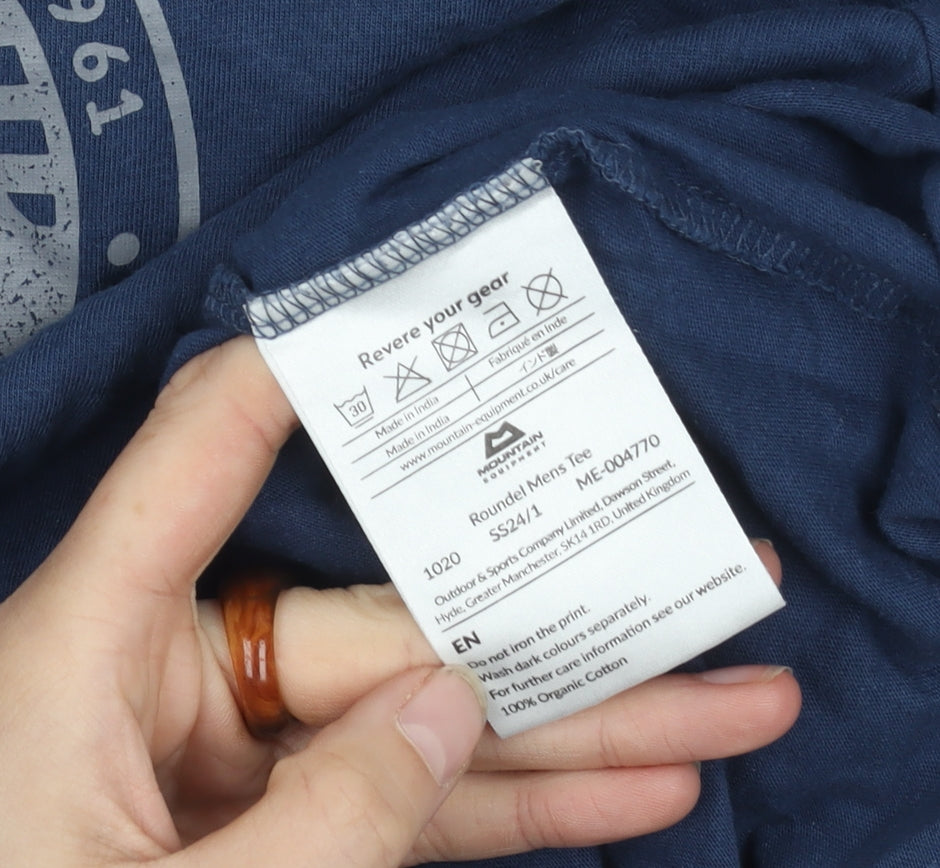 961
Revere your gear
30
Made in India
Fabriqué en Inde
Made in India
インド製
www.mountain-equipment.co.uk/care
MOUNTAIN
EQUIPMENT
Roundel Mens Tee
SS24/1
ME-004770
1020
Outdoor & Sports Company Limited, Dawson Street,
Hyde, Greater Manchester, SK14 1RD, United Kingdom
EN
Do not iron the print.
Wash dark colours separately.
For further care information see our website.
100% Organic Cotton